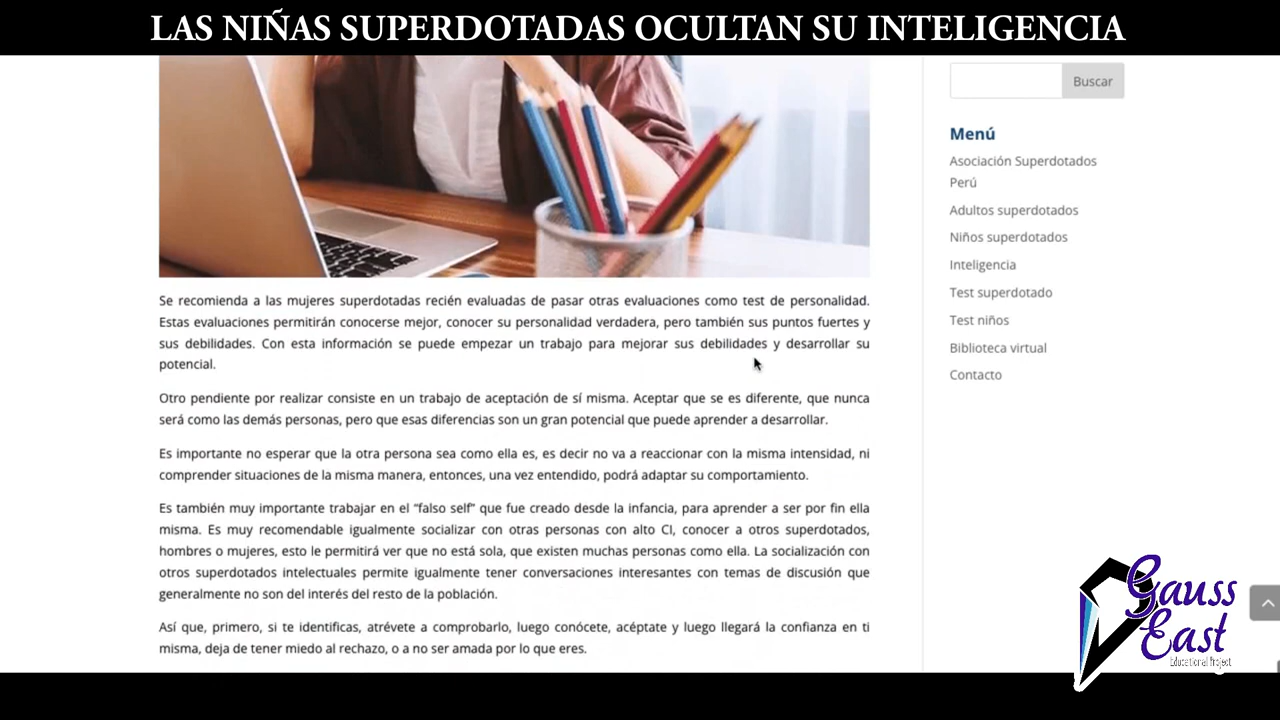 LAS NIÑAS SUPERDOTADAS OCULTAN SU INTELIGENCIA
Buscar
Menú
Asociación Superdotados
Perú
Adultos superdotados
Niños superdotados
Inteligencia
Test superdotado
Test niños
Biblioteca virtual
Contacto
Se recomienda a las mujeres superdotadas recién evaluadas de pasar otras evaluaciones como test de personalidad.
Estas evaluaciones permitirán conocerse mejor, conocer su personalidad verdadera, pero también sus puntos fuertes y
sus debilidades. Con esta información se puede empezar un trabajo para mejorar sus debilidades y desarrollar su
potencial.
Otro pendiente por realizar consiste en un trabajo de aceptación de sí misma. Aceptar que se es diferente, que nunca
será como las demás personas, pero que esas diferencias son un gran potencial que puede aprender a desarrollar.
Es importante no esperar que la otra persona sea como ella es, es decir no va a reaccionar con la misma intensidad, ni
comprender situaciones de la misma manera, entonces, una vez entendido, podrá adaptar su comportamiento.
Es también muy importante trabajar en el “falso self” que fue creado desde la infancia, para aprender a ser por fin ella
misma. Es muy recomendable igualmente socializar con otras personas con alto CI, conocer a otros superdotados,
hombres o mujeres, esto le permitirá ver que no está sola, que existen muchas personas como ella. La socialización con
otros superdotados intelectuales permite igualmente tener conversaciones interesantes con temas de discusión que
generalmente no son del interés del resto de la población.
Así que, primero, si te identificas, atrévete a comprobarlo, luego conócete, acéptate y luego llegará la confianza en ti
misma, deja de tener miedo al rechazo, o a no ser amada por lo que eres.
Gauss
East
Educational Project